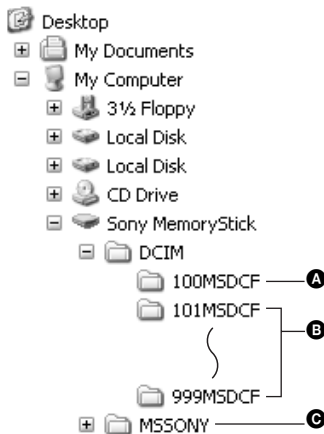 Desktop
My Documents
My Computer
3½ Floppy
Local Disk
Local Disk
CD Drive
Sony MemoryStick
DCIM
100MSDCF A
101MSDCF
B
999MSDCF
MSSONY C